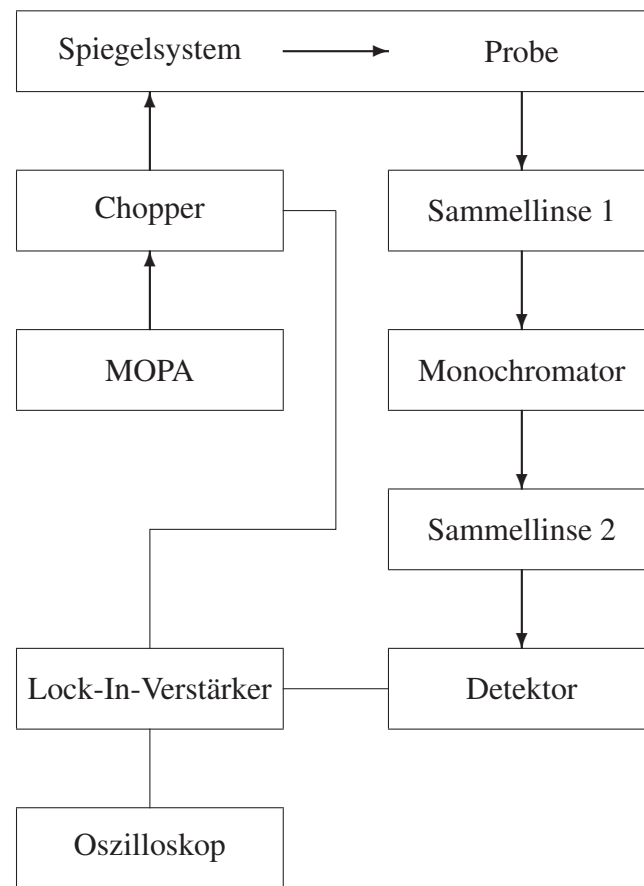 Spiegelsystem Probe
Chopper Sammellinse 1
MOPA Monochromator
Sammellinse 2
Lock-In-Verstärker Detektor
Oszilloskop